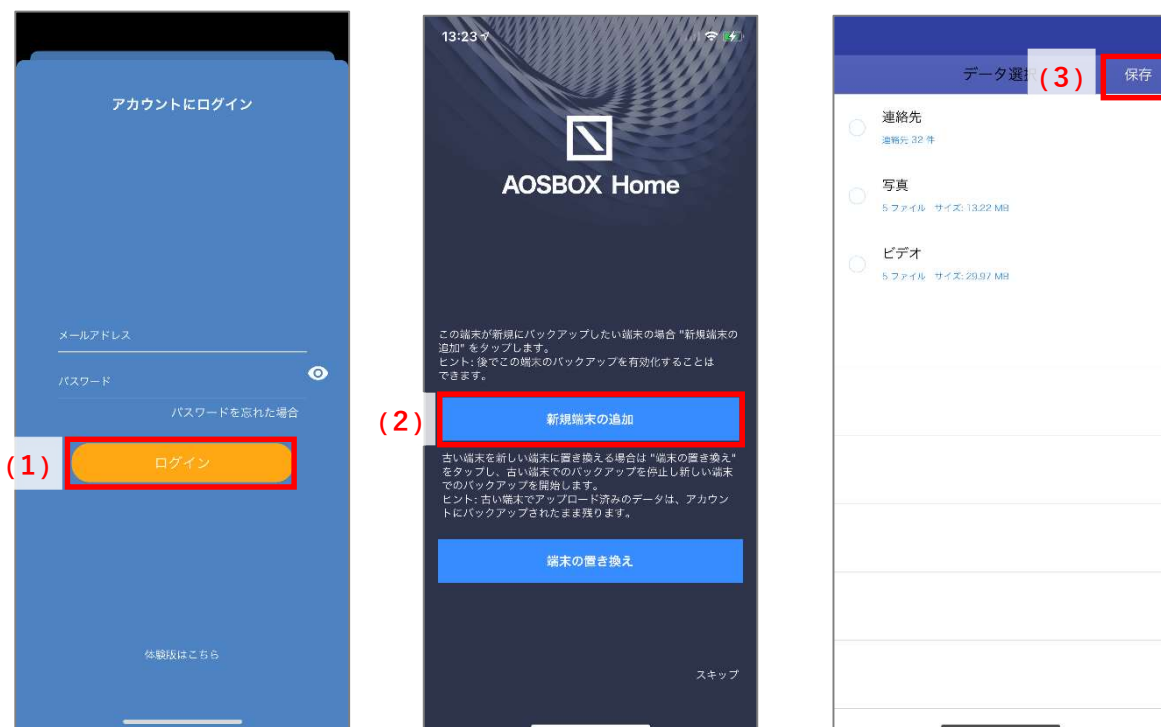 アカウントにログイン
メールアドレス
パスワード
パスワードを忘れた場合
(1)
ログイン
体験版はこちら
13:23
AOSBOX Home
この端末が新規にバックアップしたい端末の場合 "新規端末の
追加" をタップします。
ヒント: 後でこの端末のバックアップを有効化することは
できます。
(2)
新規端末の追加
古い端末を新しい端末に置き換える場合は "端末の置き換え"
をタップし、古い端末でのバックアップを停止し新しい端末
でのバックアップを開始します。
ヒント: 古い端末でアップロード済みのデータは、アカウン
トにバックアップされたまま残ります。
端末の置き換え
スキップ
データ選択
(3)
保存
連絡先
連絡先 32 件
写真
5 ファイル サイズ: 13.22 MB
ビデオ
5 ファイル サイズ: 29.97 MB